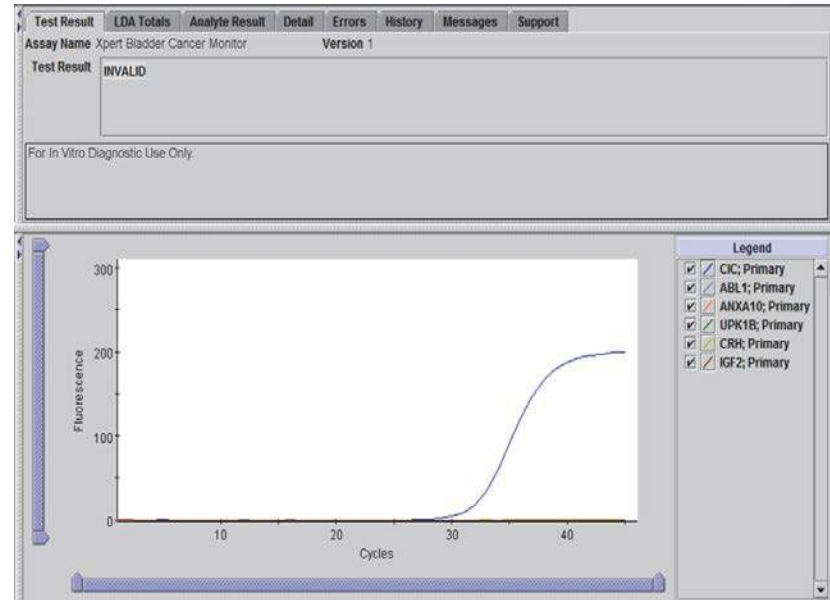 Test Result LDA Totals Analyte Result Detail Errors History Messages Support
Assay Name Xpert Bladder Cancer Monitor Version 1
Test Result INVALID
For In Vitro Diagnostic Use Only.
Legend
CIC; Primary
ABL1; Primary
ANXA10; Primary
UPK1B; Primary
CRH; Primary
IGF2; Primary
300
200
100
0
Fluorescence
10 20 30 40
Cycles